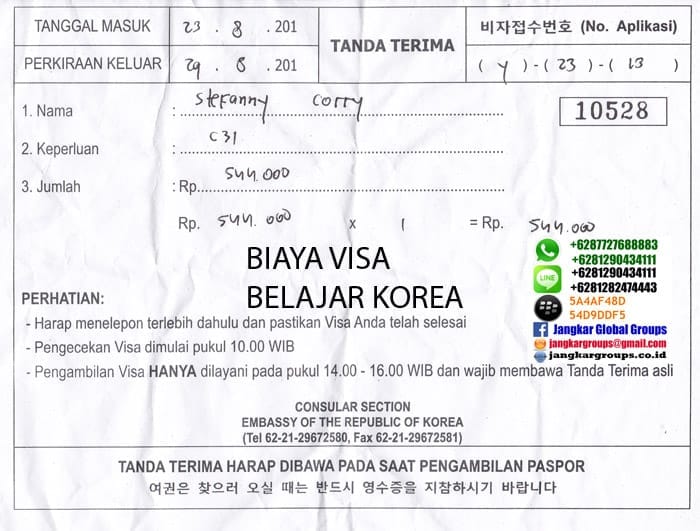 TANGGAL MASUK 23 . 8 . 201
PERKIRAAN KELUAR 29 . 8 . 201
TANDA TERIMA
비자접수번호 (No. Aplikasi)
( y ) - ( 23 ) - ( 13 )
1. Nama : Stefanny Corry
10528
2. Keperluan : C31
3. Jumlah : Rp. 544.000
Rp. 544.000 x 1 = Rp. 544.000
BIAYA VISA
BELAJAR KOREA
+6287727688883
+6281290434111
LINE +6281290434111
+6281282474443
5A4AF48D
54D9DDF5
Jangkar Global Groups
jangkargroups@gmail.com
jangkargroups.co.id
PERHATIAN:
- Harap menelepon terlebih dahulu dan pastikan Visa Anda telah selesai
- Pengecekan Visa dimulai pukul 10.00 WIB
- Pengambilan Visa HANYA dilayani pada pukul 14.00 - 16.00 WIB dan wajib membawa Tanda Terima asli
CONSULAR SECTION
EMBASSY OF THE REPUBLIC OF KOREA
(Tel 62-21-29672580, Fax 62-21-29672581)
TANDA TERIMA HARAP DIBAWA PADA SAAT PENGAMBILAN PASPOR
여권은 찾으러 오실 때는 반드시 영수증을 지참하시기 바랍니다